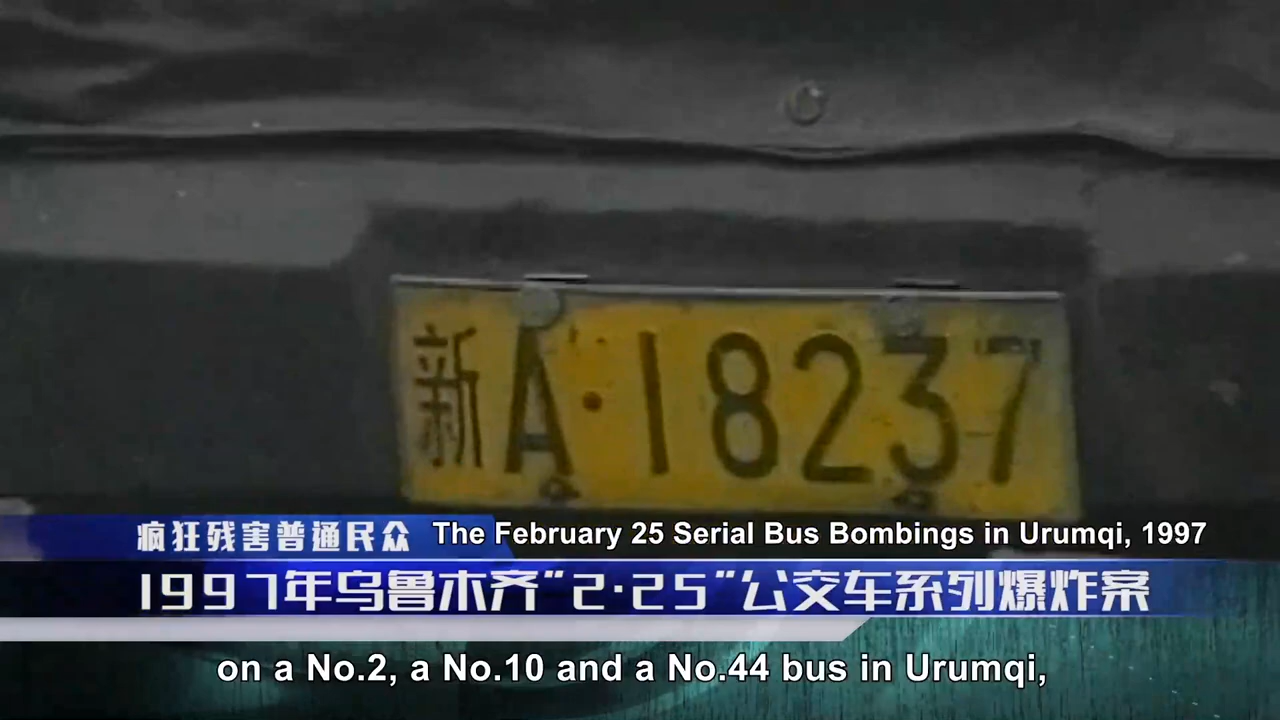 新A·18237
疯狂残害普通民众 The February 25 Serial Bus Bombings in Urumqi, 1997
1997年乌鲁木齐"2·25"公交车系列爆炸案
on a No.2, a No.10 and a No.44 bus in Urumqi,